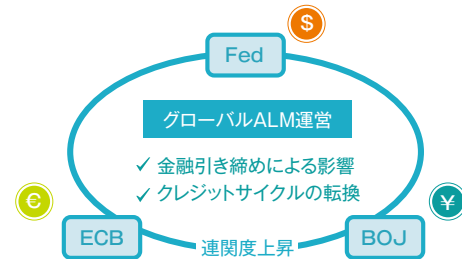 $
Fed
グローバルALM運営
✓ 金融引き締めによる影響
✓ クレジットサイクルの転換
€
¥
ECB
連関度上昇
BOJ